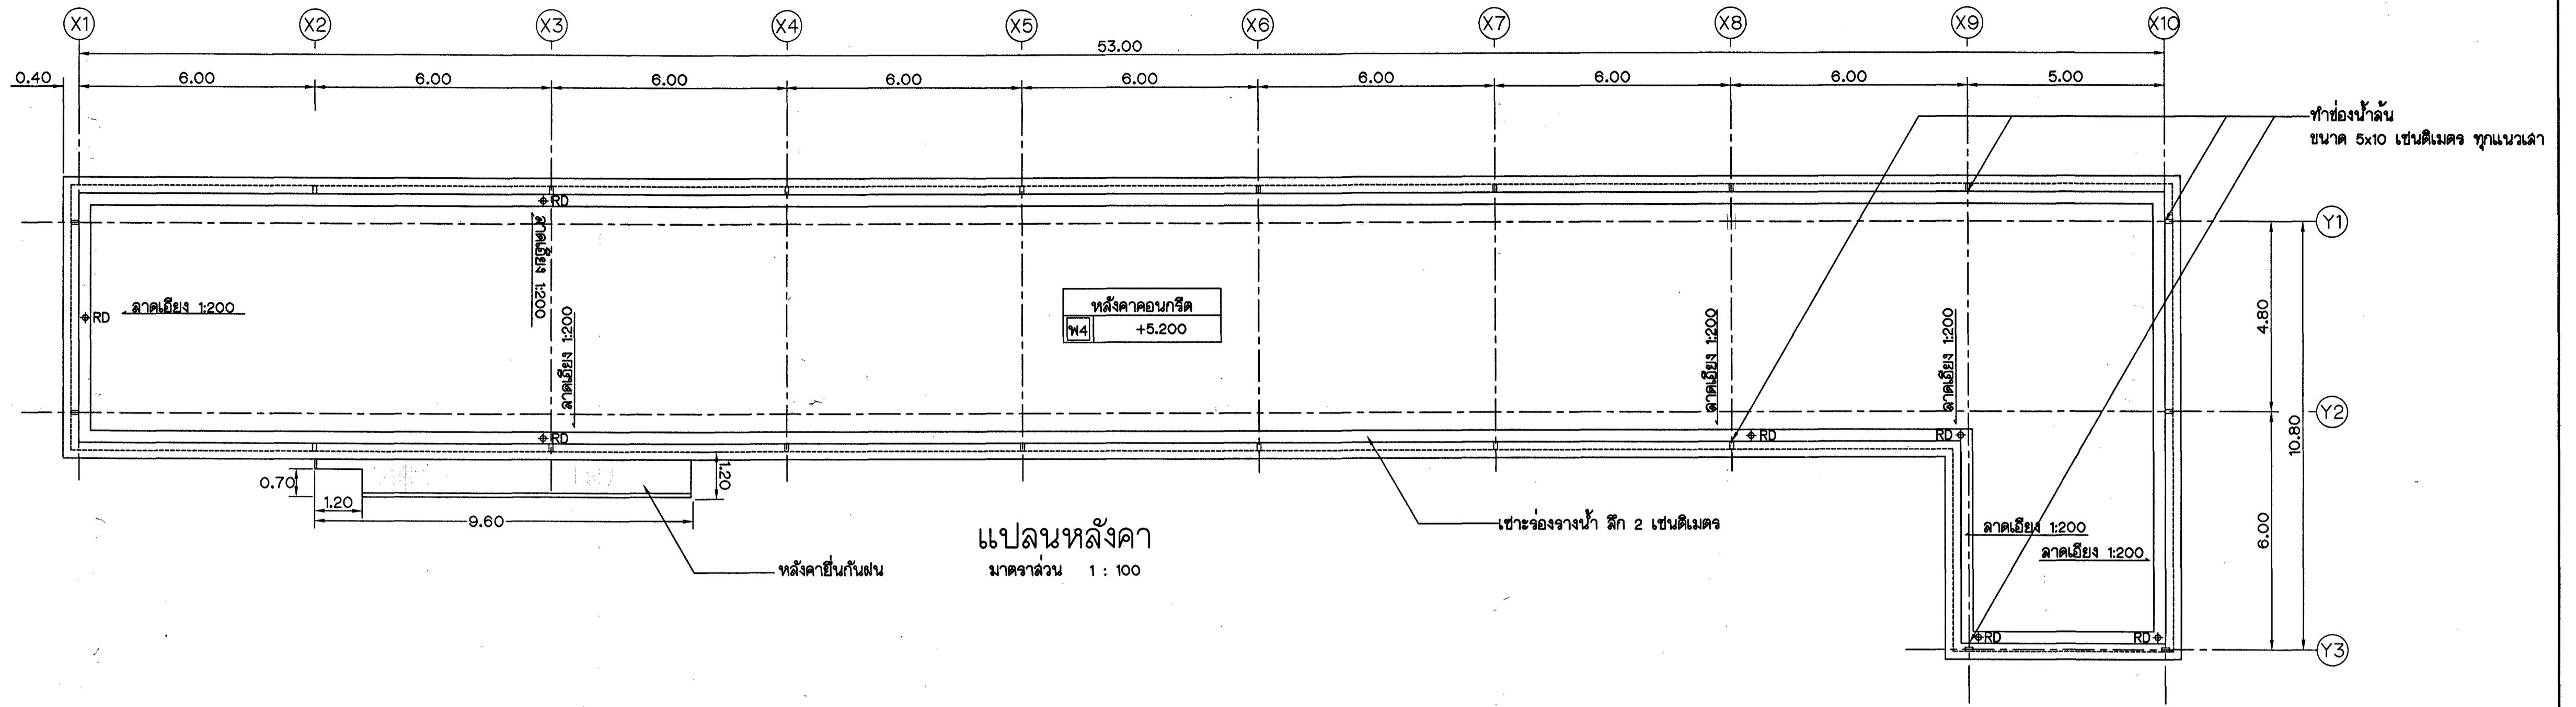 X1 X2 X3 X4 X5 X6 X7 X8 X9 X10
53.00
0.40 6.00 6.00 6.00 6.00 6.00 6.00 6.00 6.00 5.00
ทำช่องน้ำล้น
ขนาด 5x10 เซนติเมตร ทุกแนวเสา
RD
ลาดเอียง 1:200
Y1
RD
ลาดเอียง 1:200
ลาดเอียง 1:200
หลังคาคอนกรีต
พ4 +5.200
ลาดเอียง 1:200
ลาดเอียง 1:200
4.80
10.80
Y2
RD
RD
RD
0.70
1.20
1.20
9.60
หลังคายื่นกันฝน
แปลนหลังคา
มาตราส่วน 1 : 100
เซาะร่องรางน้ำ ลึก 2 เซนติเมตร
ลาดเอียง 1:200
ลาดเอียง 1:200
6.00
RD
RD
Y3